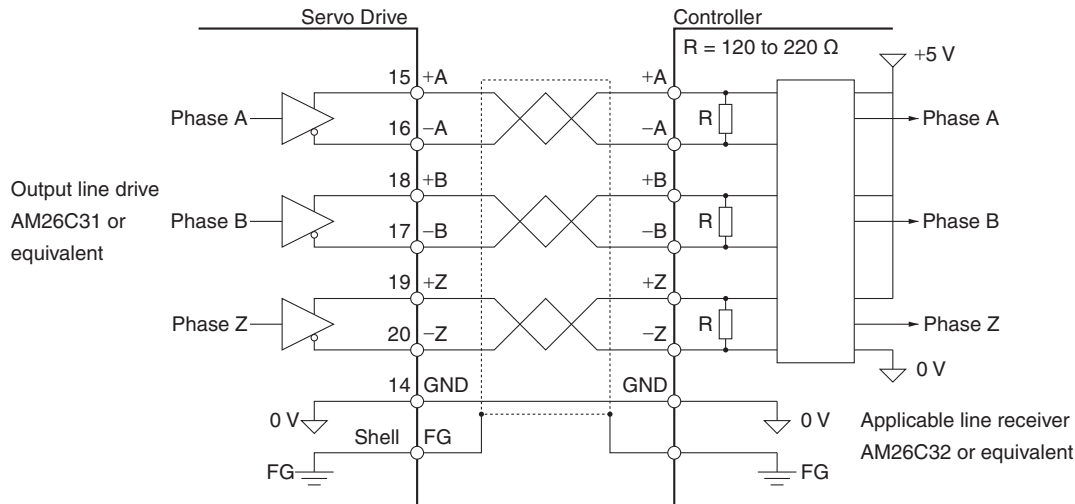 Servo Drive
Controller
R = 120 to 220 Ω
+5 V
15 +A
+A
Phase A
R
Phase A
16 −A
−A
18 +B
+B
Output line drive
AM26C31 or
equivalent
Phase B
R
Phase B
17 −B
−B
19 +Z
+Z
Phase Z
R
Phase Z
20 −Z
−Z
0 V
14 GND
GND
0 V
0 V
Applicable line receiver
AM26C32 or equivalent
Shell FG
FG
FG